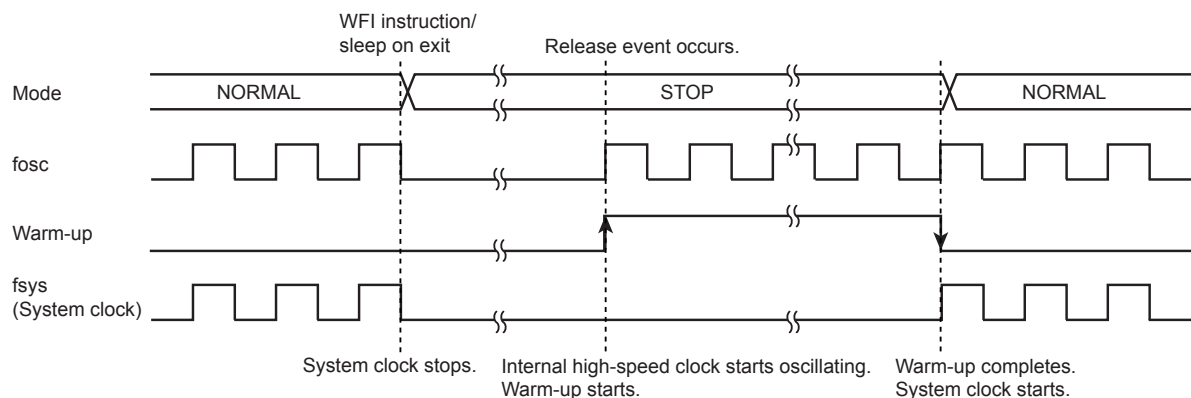 WFI instruction/
sleep on exit
Release event occurs.
Mode
NORMAL
STOP
NORMAL
fosc
Warm-up
fsys
(System clock)
System clock stops.
Internal high-speed clock starts oscillating.
Warm-up starts.
Warm-up completes.
System clock starts.